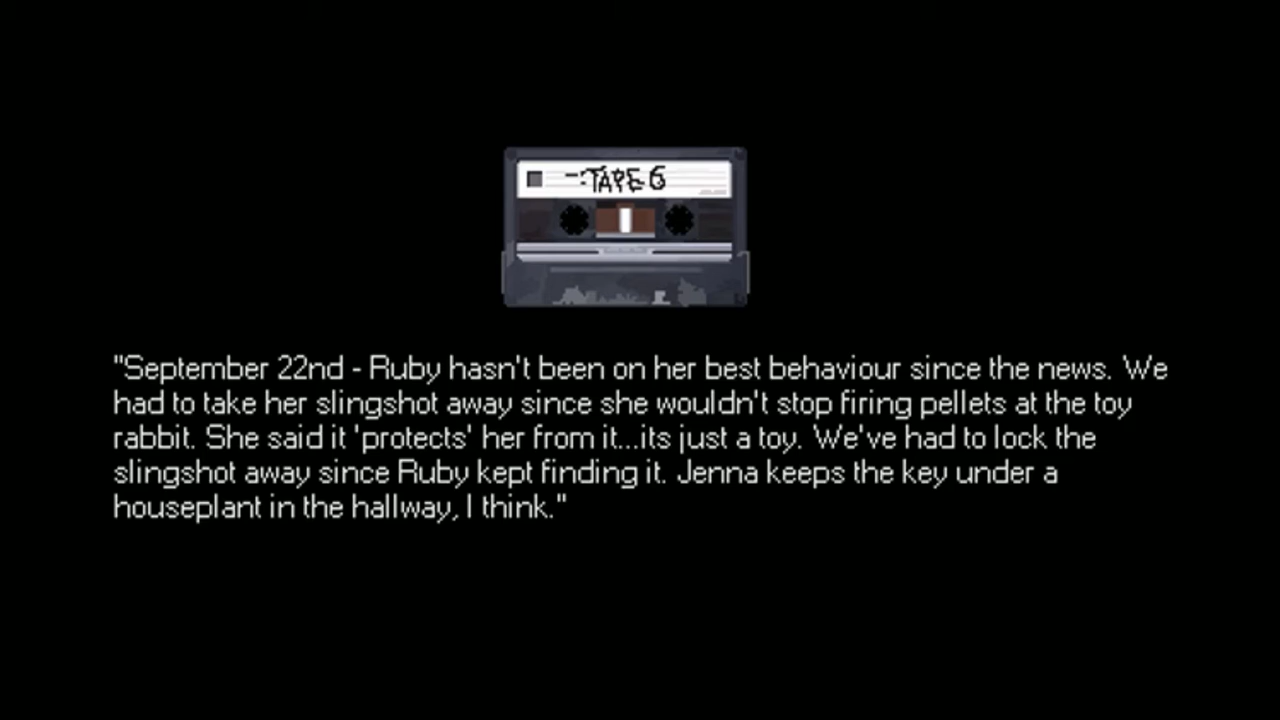 -:TAPE 6
"September 22nd - Ruby hasn't been on her best behaviour since the news. We
had to take her slingshot away since she wouldn't stop firing pellets at the toy
rabbit. She said it 'protects' her from it...its just a toy. We've had to lock the
slingshot away since Ruby kept finding it. Jenna keeps the key under a
houseplant in the hallway, I think."